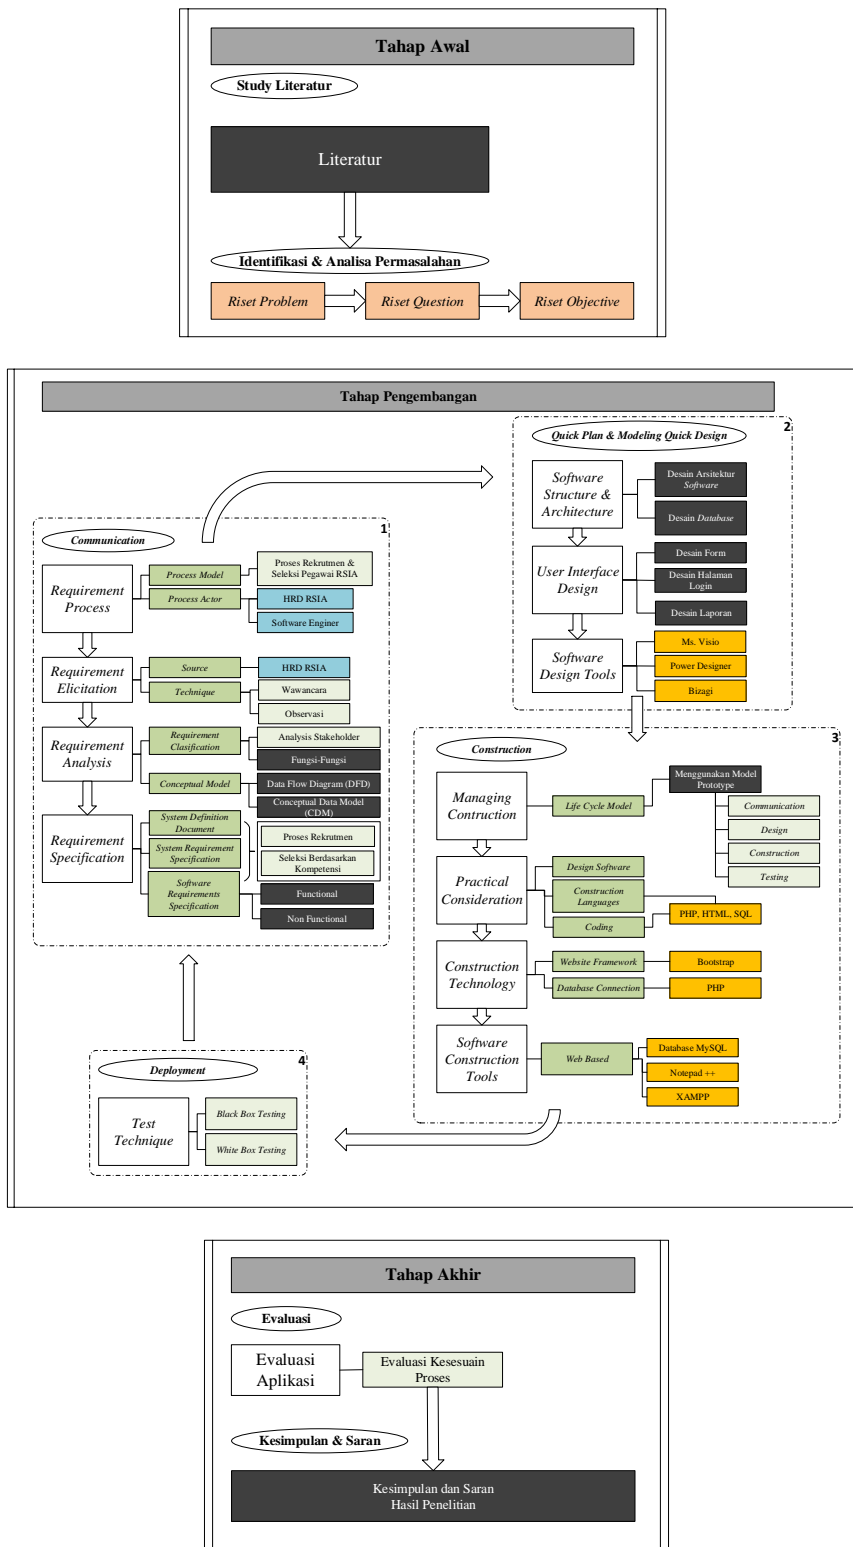 Tahap Awal
Study Literatur
Literatur
Identifikasi & Analisa Permasalahan
Riset Problem
Riset Question
Riset Objective
Tahap Pengembangan
1
Communication
Requirement
Process
Process Model
Proses Rekrutmen &
Seleksi Pegawai RSIA
Process Actor
HRD RSIA
Software Enginer
Requirement
Elicitation
Source
HRD RSIA
Technique
Wawancara
Observasi
Requirement
Analysis
Requirement
Clasification
Analysis Stakeholder
Fungsi-Fungsi
Conceptual Model
Data Flow Diagram (DFD)
Conceptual Data Model
(CDM)
Requirement
Specification
System Definition
Document
System Requirement
Specification
Proses Rekrutmen
Seleksi Berdasarkan
Kompetensi
Software
Requirements
Specification
Functional
Non Functional
2
Quick Plan & Modeling Quick Design
Software
Structure &
Architecture
Desain Arsitektur
Software
Desain Database
User Interface
Design
Desain Form
Desain Halaman
Login
Desain Laporan
Software
Design Tools
Ms. Visio
Power Designer
Bizagi
3
Construction
Managing
Contruction
Life Cycle Model
Menggunakan Model
Prototype
Communication
Design
Construction
Testing
Practical
Consideration
Design Software
Construction
Languages
Coding
PHP, HTML, SQL
Construction
Technology
Website Framework
Bootstrap
Database Connection
PHP
Software
Construction
Tools
Web Based
Database MySQL
Notepad ++
XAMPP
4
Deployment
Test
Technique
Black Box Testing
White Box Testing
Tahap Akhir
Evaluasi
Evaluasi
Aplikasi
Evaluasi Kesesuain
Proses
Kesimpulan & Saran
Kesimpulan dan Saran
Hasil Penelitian